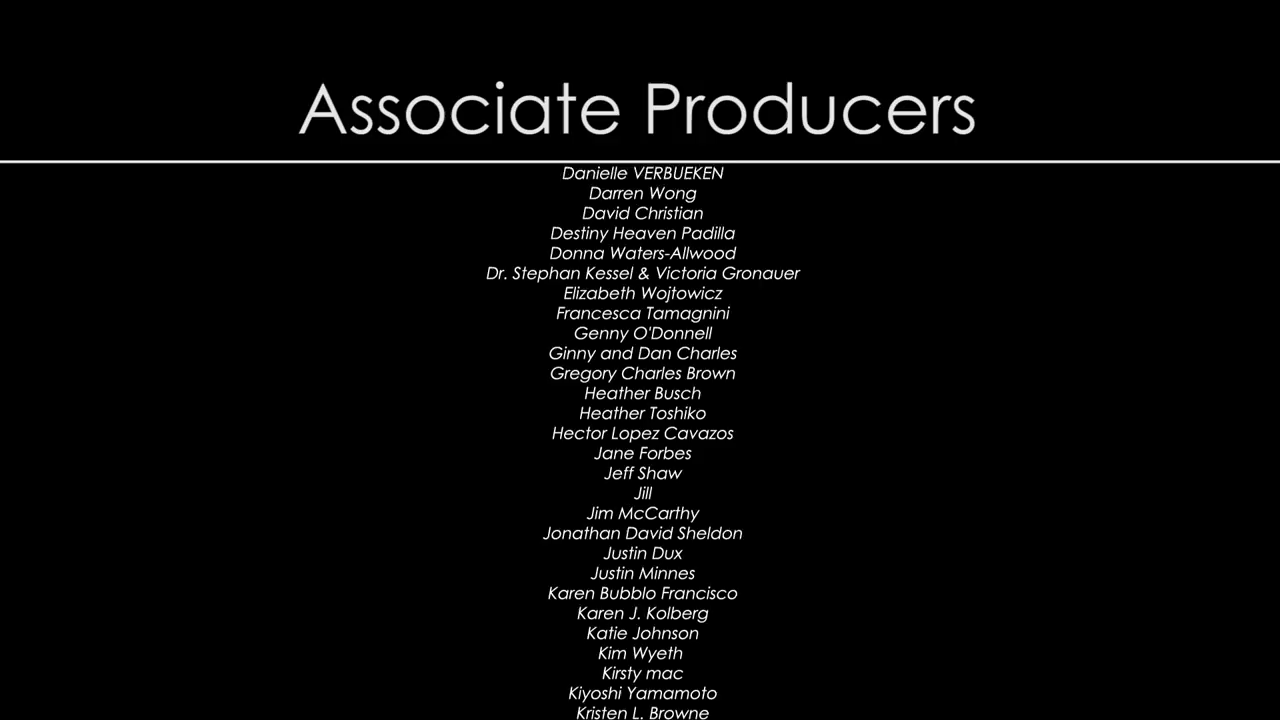 Associate Producers
Danielle VERBUEKEN
Darren Wong
David Christian
Destiny Heaven Padilla
Donna Waters-Allwood
Dr. Stephan Kessel & Victoria Gronauer
Elizabeth Wojtowicz
Francesca Tamagnini
Genny O'Donnell
Ginny and Dan Charles
Gregory Charles Brown
Heather Busch
Heather Toshiko
Hector Lopez Cavazos
Jane Forbes
Jeff Shaw
Jill
Jim McCarthy
Jonathan David Sheldon
Justin Dux
Justin Minnes
Karen Bubblo Francisco
Karen J. Kolberg
Katie Johnson
Kim Wyeth
Kirsty mac
Kiyoshi Yamamoto
Kristen L. Browne